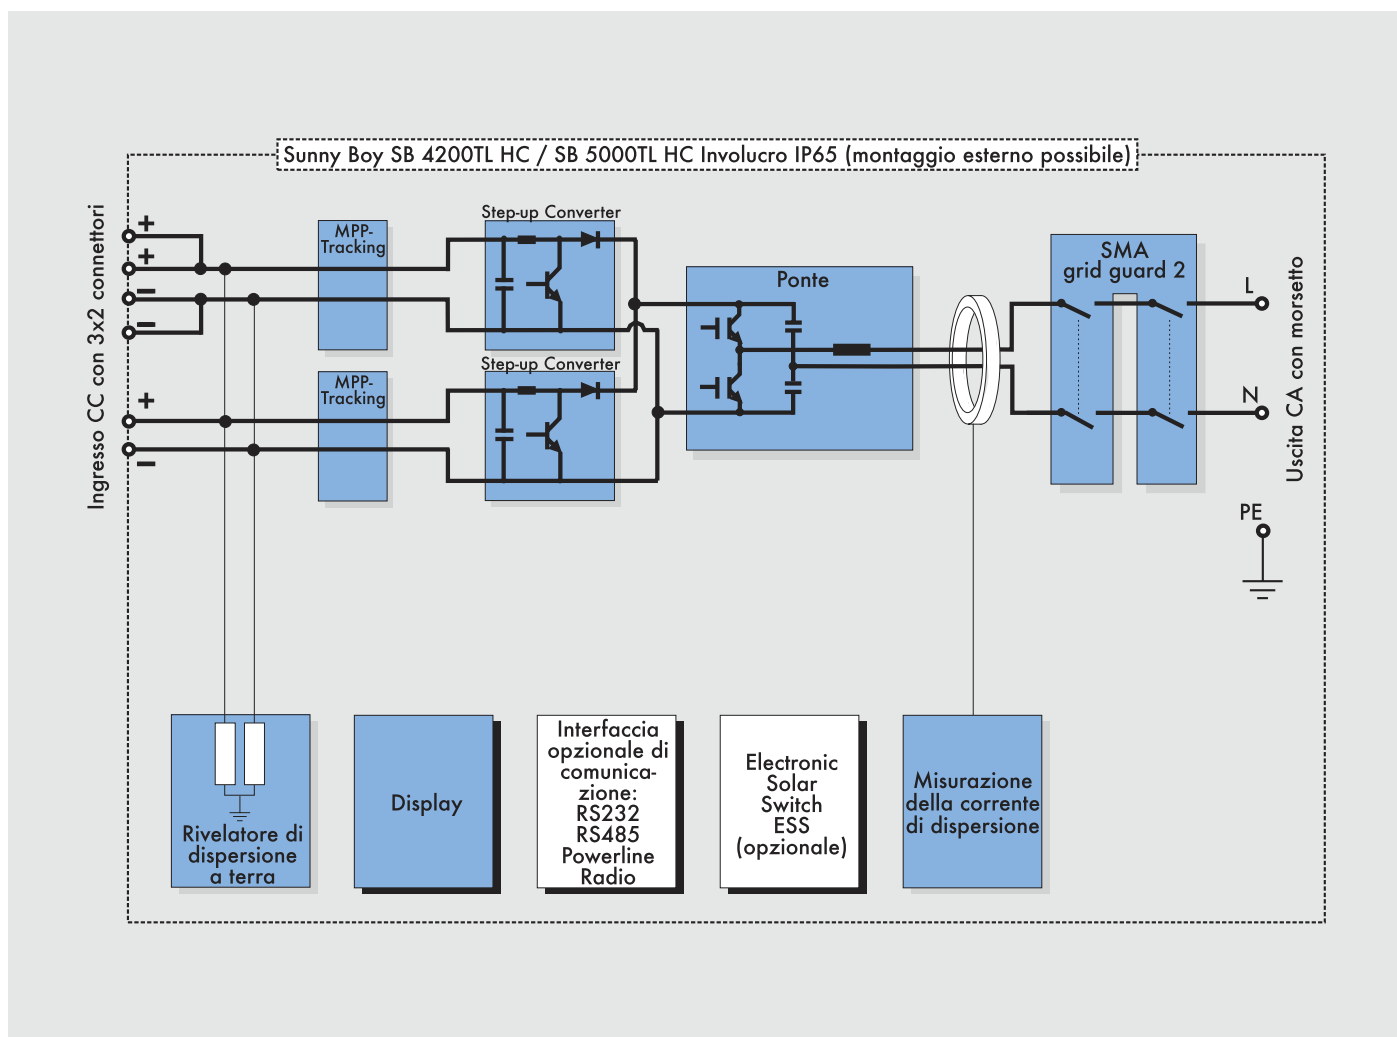 Sunny Boy SB 4200TL HC / SB 5000TL HC Involucro IP65 (montaggio esterno possibile)
Ingresso CC con 3x2 connettori
+
+
−
−
+
−
MPP-
Tracking
Step-up Converter
MPP-
Tracking
Step-up Converter
Ponte
SMA
grid guard 2
L
N
Uscita CA con morsetto
PE
Rivelatore di
dispersione
a terra
Display
Interfaccia
opzionale di
comunica-
zione:
RS232
RS485
Powerline
Radio
Electronic
Solar
Switch
ESS
(opzionale)
Misurazione
della corrente
di dispersione